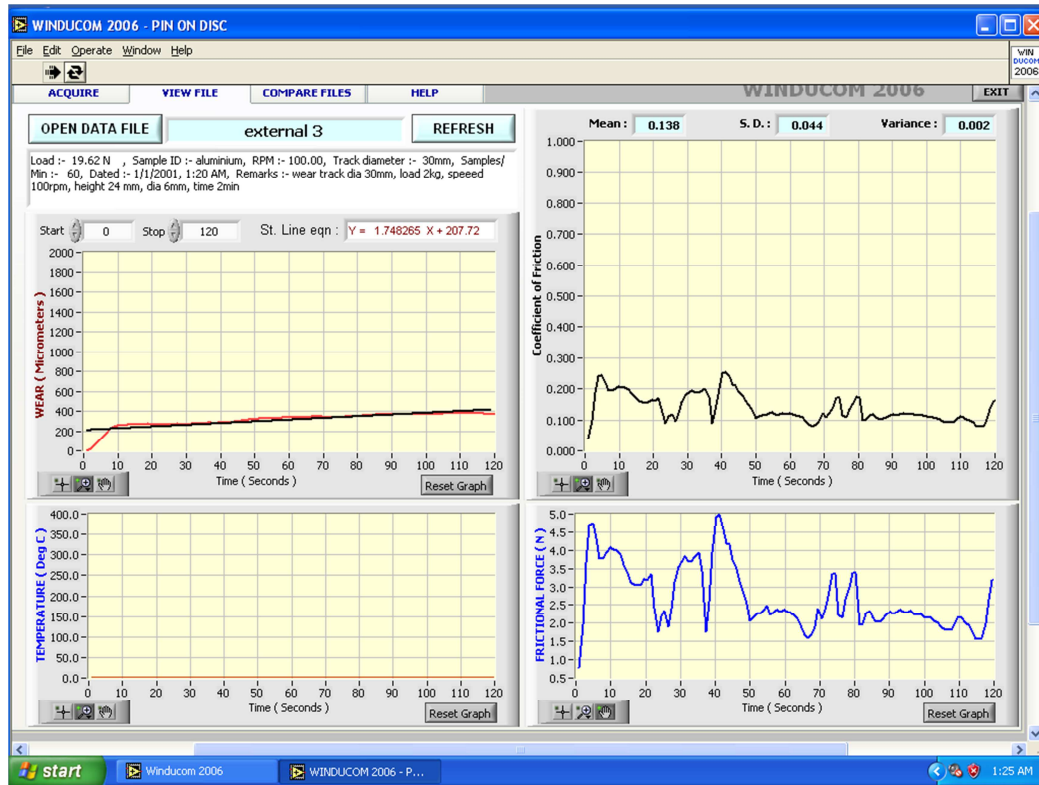 WINDUCOM 2006 - PIN ON DISC
File Edit Operate Window Help
WIN
DUCOM
2006
ACQUIRE VIEW FILE COMPARE FILES HELP WINDUCOM 2006 EXIT
OPEN DATA FILE external 3 REFRESH
Load :- 19.62 N , Sample ID :- aluminium, RPM :- 100.00, Track diameter :- 30mm, Samples/
Min :- 60, Dated :- 1/1/2001, 1:20 AM, Remarks :- wear track dia 30mm, load 2kg, speeed
100rpm, height 24 mm, dia 6mm, time 2min
Start 0 Stop 120 St. Line eqn : Y = 1.748265 X + 207.72
WEAR ( Micrometers )
2000
1800
1600
1400
1200
1000
800
600
400
200
0
0 10 20 30 40 50 60 70 80 90 100 110 120
Time ( Seconds )
Reset Graph
TEMPERATURE ( Deg C )
400.0
350.0
300.0
250.0
200.0
150.0
100.0
50.0
0.0
0 10 20 30 40 50 60 70 80 90 100 110 120
Time ( Seconds )
Reset Graph
Mean : 0.138 S. D. : 0.044 Variance : 0.002
Coefficient of Friction
1.000
0.900
0.800
0.700
0.600
0.500
0.400
0.300
0.200
0.100
0.000
0 10 20 30 40 50 60 70 80 90 100 110 120
Time ( Seconds )
Reset Graph
FRICTIONAL FORCE ( N )
5.0
4.5
4.0
3.5
3.0
2.5
2.0
1.5
1.0
0.5
0 10 20 30 40 50 60 70 80 90 100 110 120
Time ( Seconds )
Reset Graph
start Winducom 2006 WINDUCOM 2006 - P... 1:25 AM